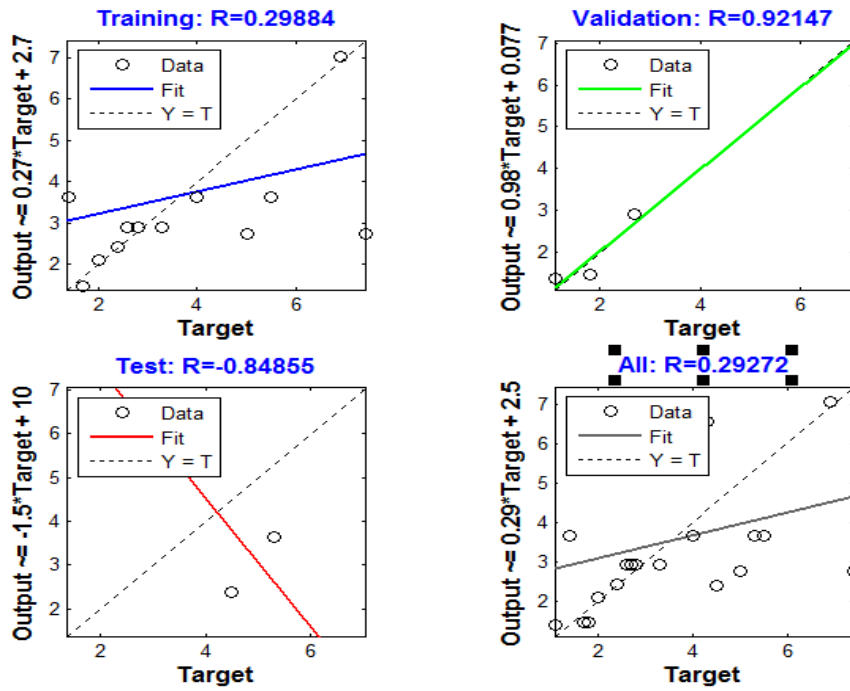 Training: R=0.29884
Output ~= 0.27*Target + 2.7
7
6
5
4
3
2
Data
Fit
Y = T
2
4
6
Target
Validation: R=0.92147
Output ~= 0.98*Target + 0.077
7
6
5
4
3
2
Data
Fit
Y = T
2
4
6
Target
Test: R=-0.84855
Output ~= -1.5*Target + 10
7
6
5
4
3
2
Data
Fit
Y = T
2
4
6
Target
All: R=0.29272
Output ~= 0.29*Target + 2.5
7
6
5
4
3
2
Data
Fit
Y = T
2
4
6
Target